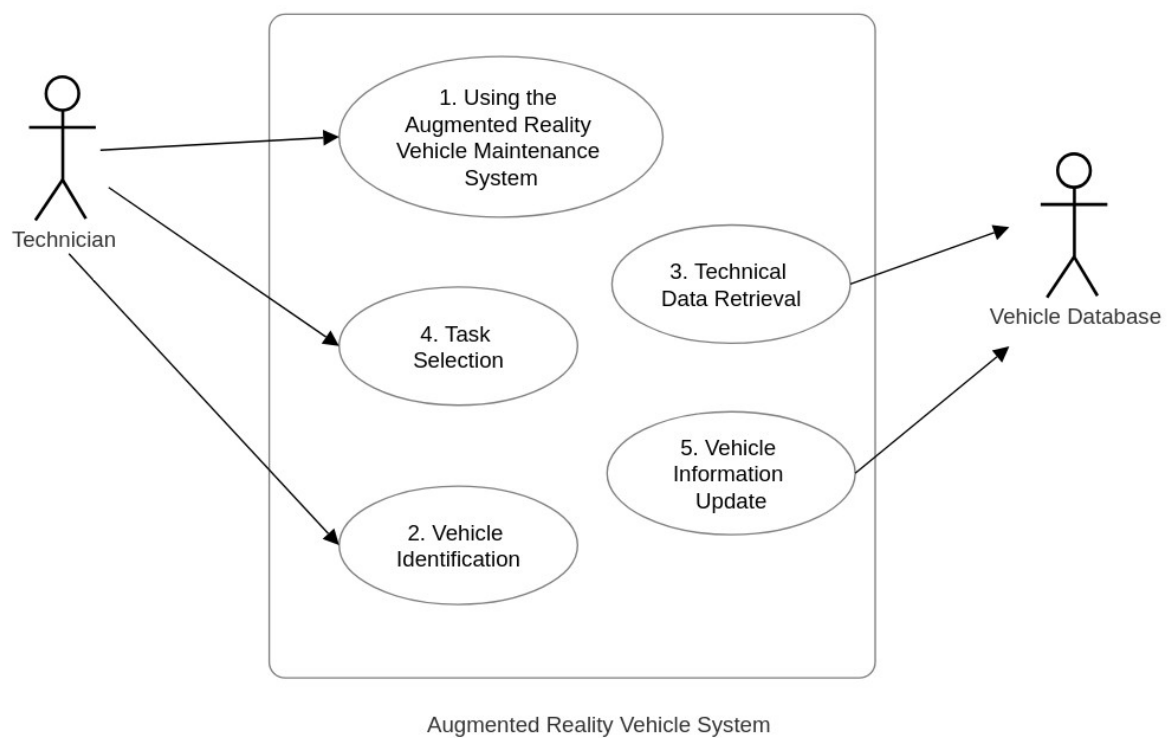 1. Using the
Augmented Reality
Vehicle Maintenance
System
Technician
3. Technical
Data Retrieval
Vehicle Database
4. Task
Selection
5. Vehicle
Information
Update
2. Vehicle
Identification
Augmented Reality Vehicle System